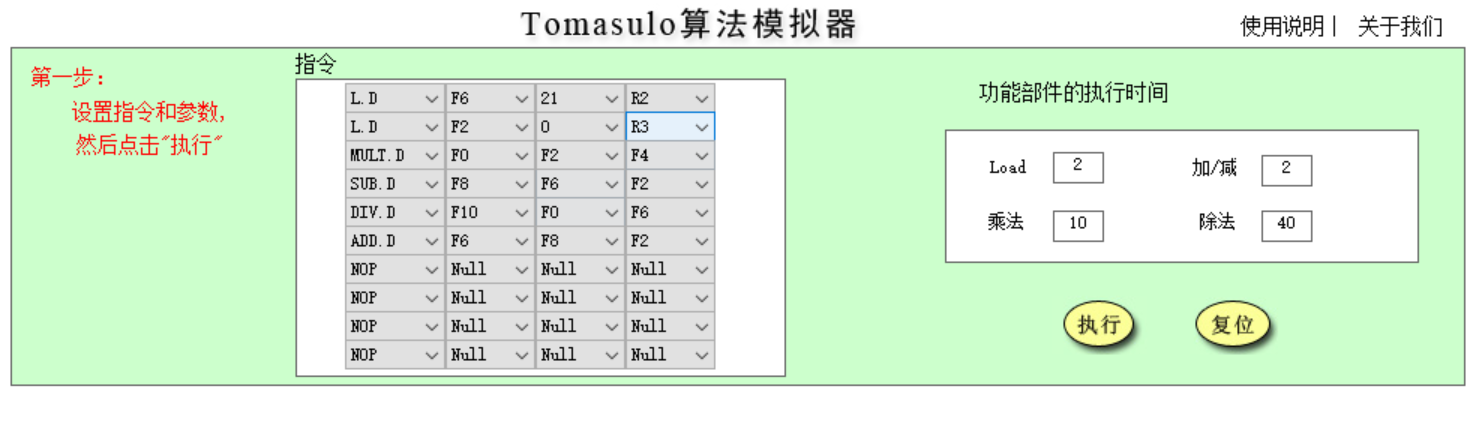 Tomasulo算法模拟器
使用说明| 关于我们
第一步:
设置指令和参数,
然后点击"执行"
指令
L.D F6 21 R2
L.D F2 0 R3
MULT.D F0 F2 F4
SUB.D F8 F6 F2
DIV.D F10 F0 F6
ADD.D F6 F8 F2
NOP Null Null Null
NOP Null Null Null
NOP Null Null Null
NOP Null Null Null
功能部件的执行时间
Load 2 加/减 2
乘法 10 除法 40
执行 复位